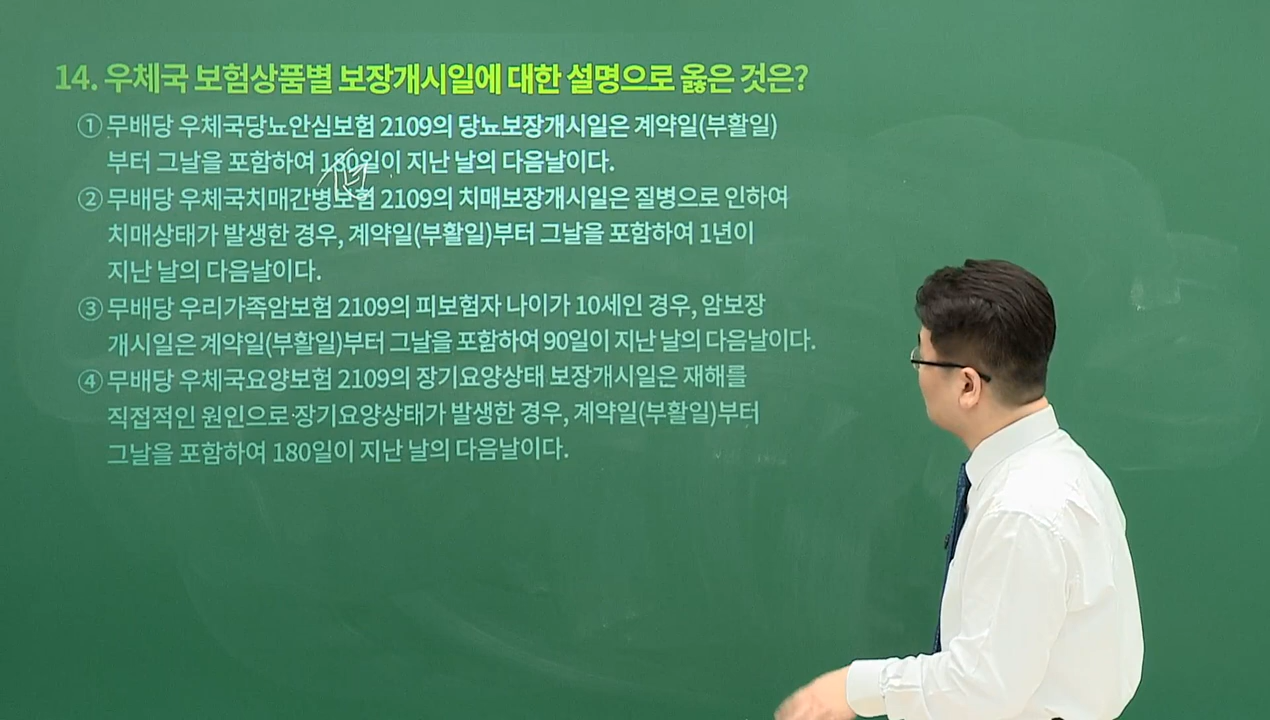 14. 우체국 보험상품별 보장개시일에 대한 설명으로 옳은 것은?
① 무배당 우체국당뇨안심보험 2109의 당뇨보장개시일은 계약일(부활일)
부터 그날을 포함하여 180일이 지난 날의 다음날이다.
② 무배당 우체국치매간병보험 2109의 치매보장개시일은 질병으로 인하여
치매상태가 발생한 경우, 계약일(부활일)부터 그날을 포함하여 1년이
지난 날의 다음날이다.
③ 무배당 우리가족암보험 2109의 피보험자 나이가 10세인 경우, 암보장
개시일은 계약일(부활일)부터 그날을 포함하여 90일이 지난 날의 다음날이다.
④ 무배당 우체국요양보험 2109의 장기요양상태 보장개시일은 재해를
직접적인 원인으로 장기요양상태가 발생한 경우, 계약일(부활일)부터
그날을 포함하여 180일이 지난 날의 다음날이다.